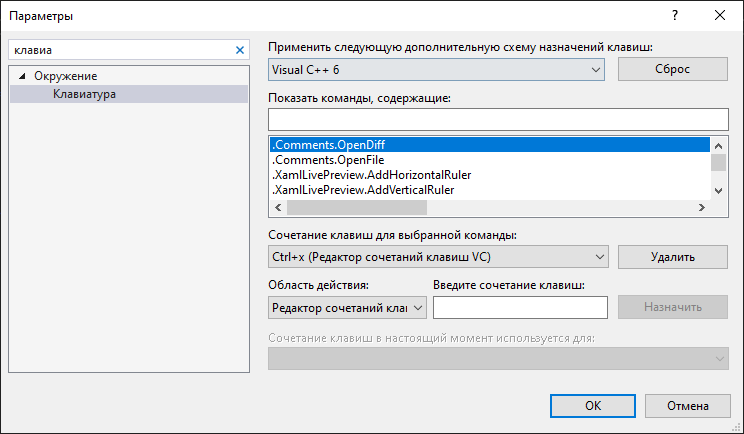 Параметры
клавиа
Окружение
Клавиатура
Применить следующую дополнительную схему назначений клавиш:
Visual C++ 6
Сброс
Показать команды, содержащие:
.Comments.OpenDiff
.Comments.OpenFile
.XamlLivePreview.AddHorizontalRuler
.XamlLivePreview.AddVerticalRuler
Сочетание клавиш для выбранной команды:
Ctrl+x (Редактор сочетаний клавиш VC)
Удалить
Область действия:
Введите сочетание клавиш:
Редактор сочетаний клав
Назначить
Сочетание клавиш в настоящий момент используется для:
OK
Отмена